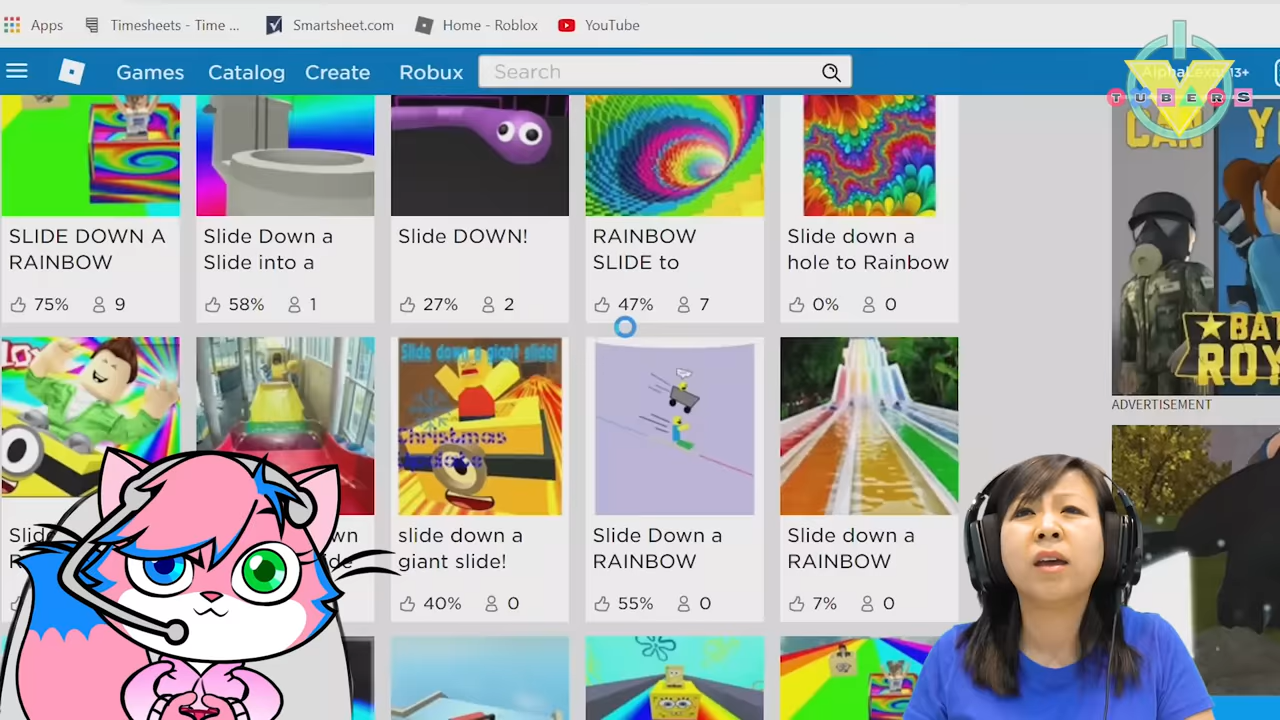 Apps Timesheets - Time ... Smartsheet.com Home - Roblox YouTube
Games Catalog Create Robux Search 13+
TUBERS
CAN
SLIDE DOWN A
RAINBOW
75% 9
Slide Down a
Slide into a
58% 1
Slide DOWN!
27% 2
RAINBOW
SLIDE to
47% 7
Slide down a
hole to Rainbow
0% 0
ROY
ADVERTISEMENT
Slide down a giant slide!
Christmas
slide down a
giant slide!
40% 0
Slide Down a
RAINBOW
55% 0
Slide down a
RAINBOW
7% 0